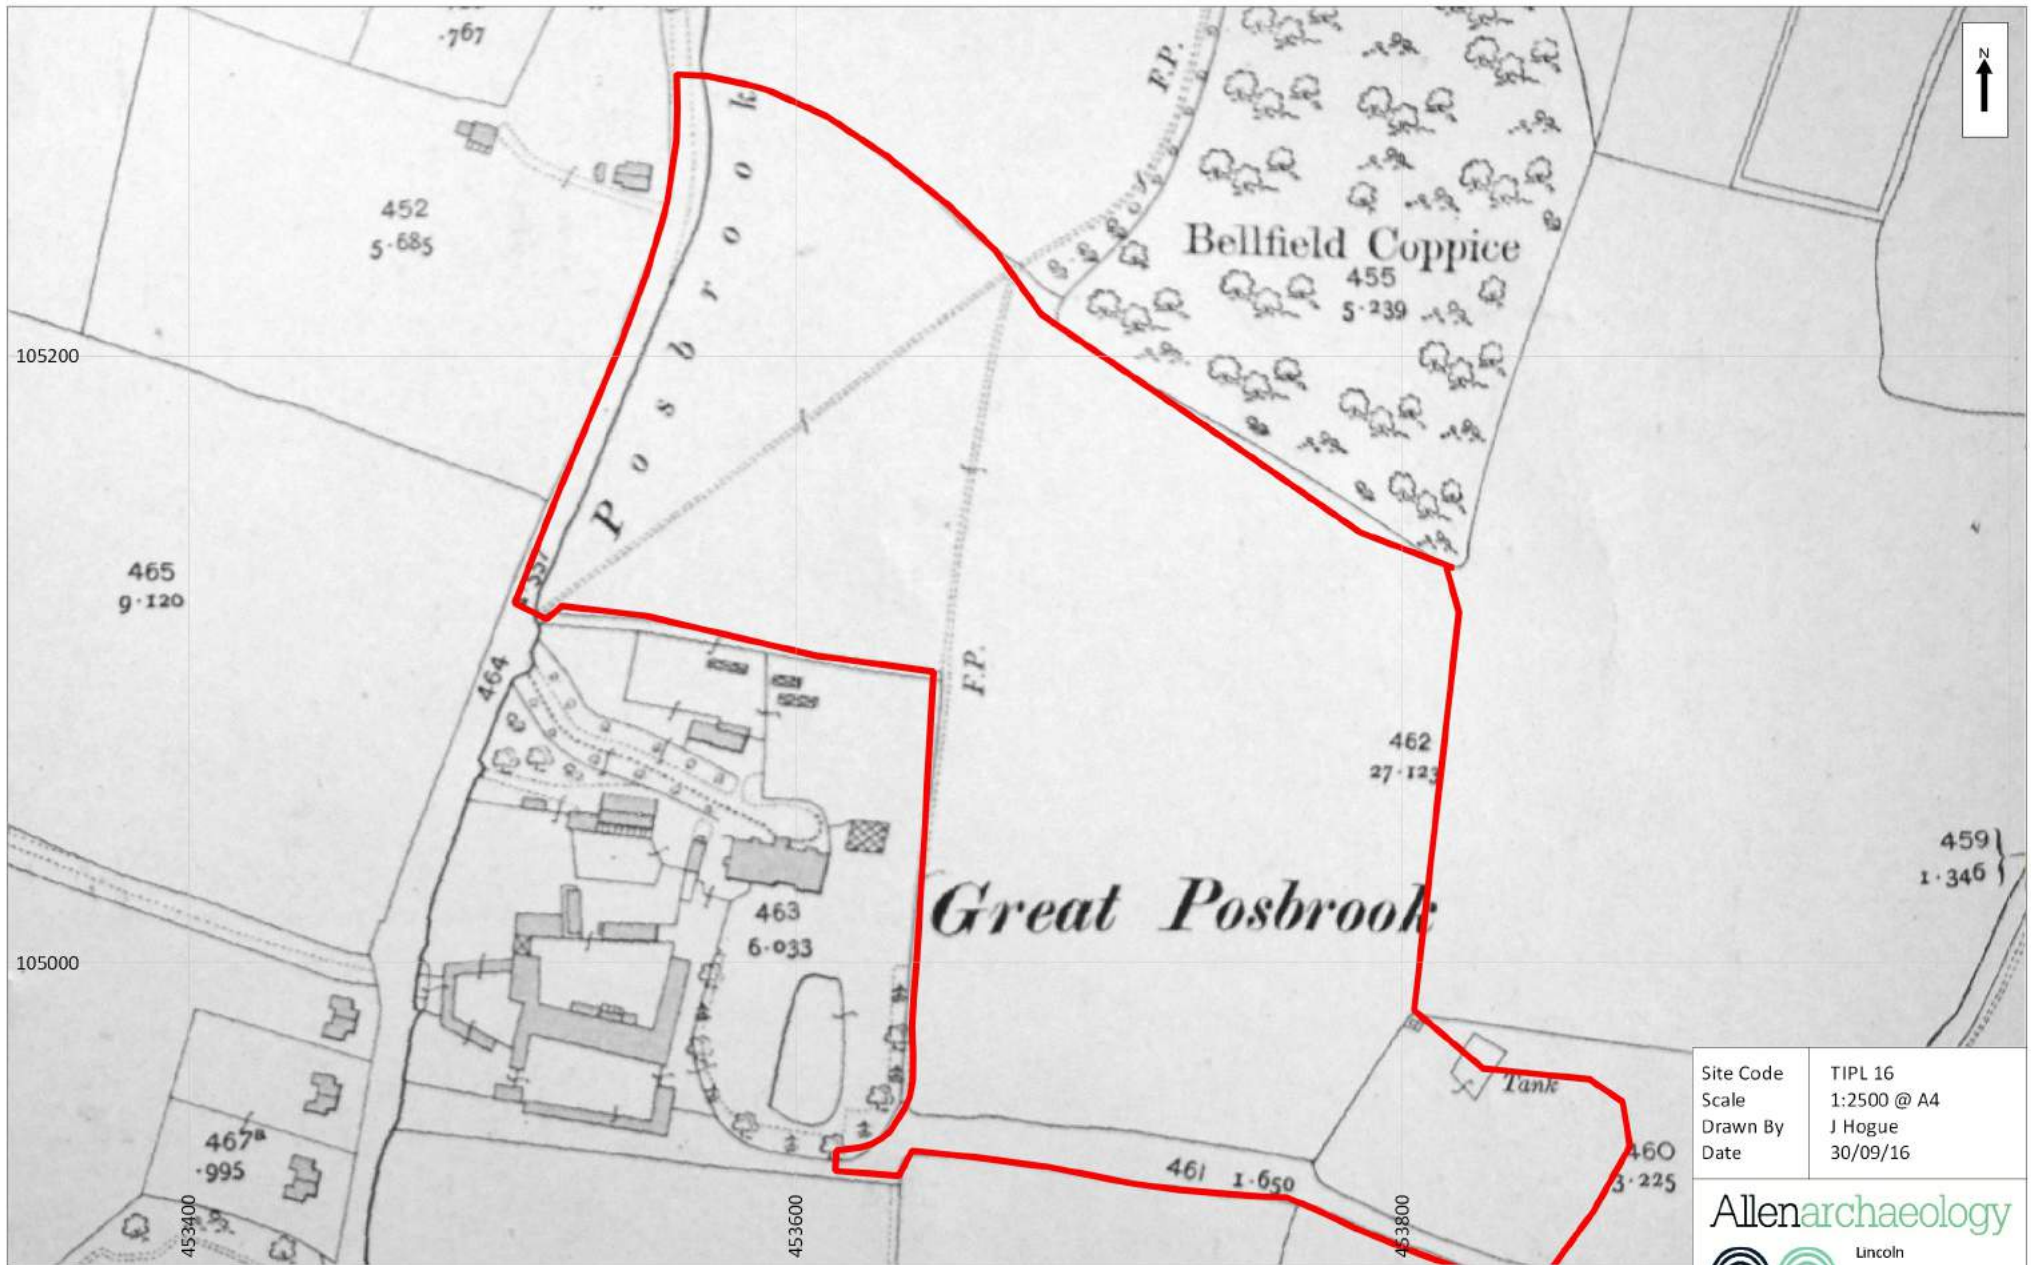 ·767
F.P.
N
452
5·685
Bellfield Coppice
455
5·239
105200
Posbrook
465
9·120
464
F.P.
462
27·123
459
1·346
463
6·033
Great Posbrook
105000
Tank
467ᴮ
·995
461 1·650
460
3·225
453400
453600
453800
Site Code TIPL 16
Scale 1:2500 @ A4
Drawn By J Hogue
Date 30/09/16
Allenarchaeology
Lincoln